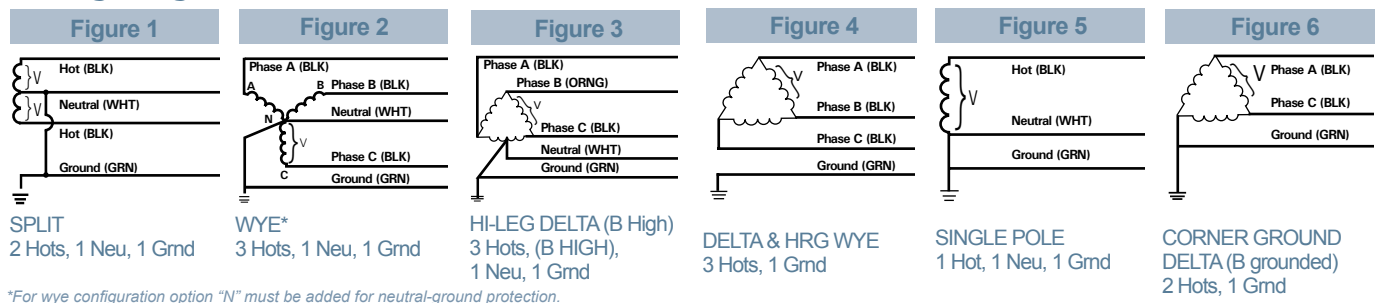 Figure 1
Hot (BLK)
V
Neutral (WHT)
V
Hot (BLK)
Ground (GRN)
SPLIT
2 Hots, 1 Neu, 1 Grnd
Figure 2
Phase A (BLK)
A
B Phase B (BLK)
Neutral (WHT)
N
V
Phase C (BLK)
C
Ground (GRN)
WYE*
3 Hots, 1 Neu, 1 Grnd
Figure 3
Phase A (BLK)
Phase B (ORNG)
V
Phase C (BLK)
Neutral (WHT)
Ground (GRN)
HI-LEG DELTA (B High)
3 Hots, (B HIGH),
1 Neu, 1 Grnd
Figure 4
Phase A (BLK)
V
Phase B (BLK)
Phase C (BLK)
Ground (GRN)
DELTA & HRG WYE
3 Hots, 1 Grnd
Figure 5
Hot (BLK)
V
Neutral (WHT)
Ground (GRN)
SINGLE POLE
1 Hot, 1 Neu, 1 Grnd
Figure 6
V Phase A (BLK)
Phase C (BLK)
Ground (GRN)
CORNER GROUND
DELTA (B grounded)
2 Hots, 1 Grnd
*For wye configuration option “N” must be added for neutral-ground protection.